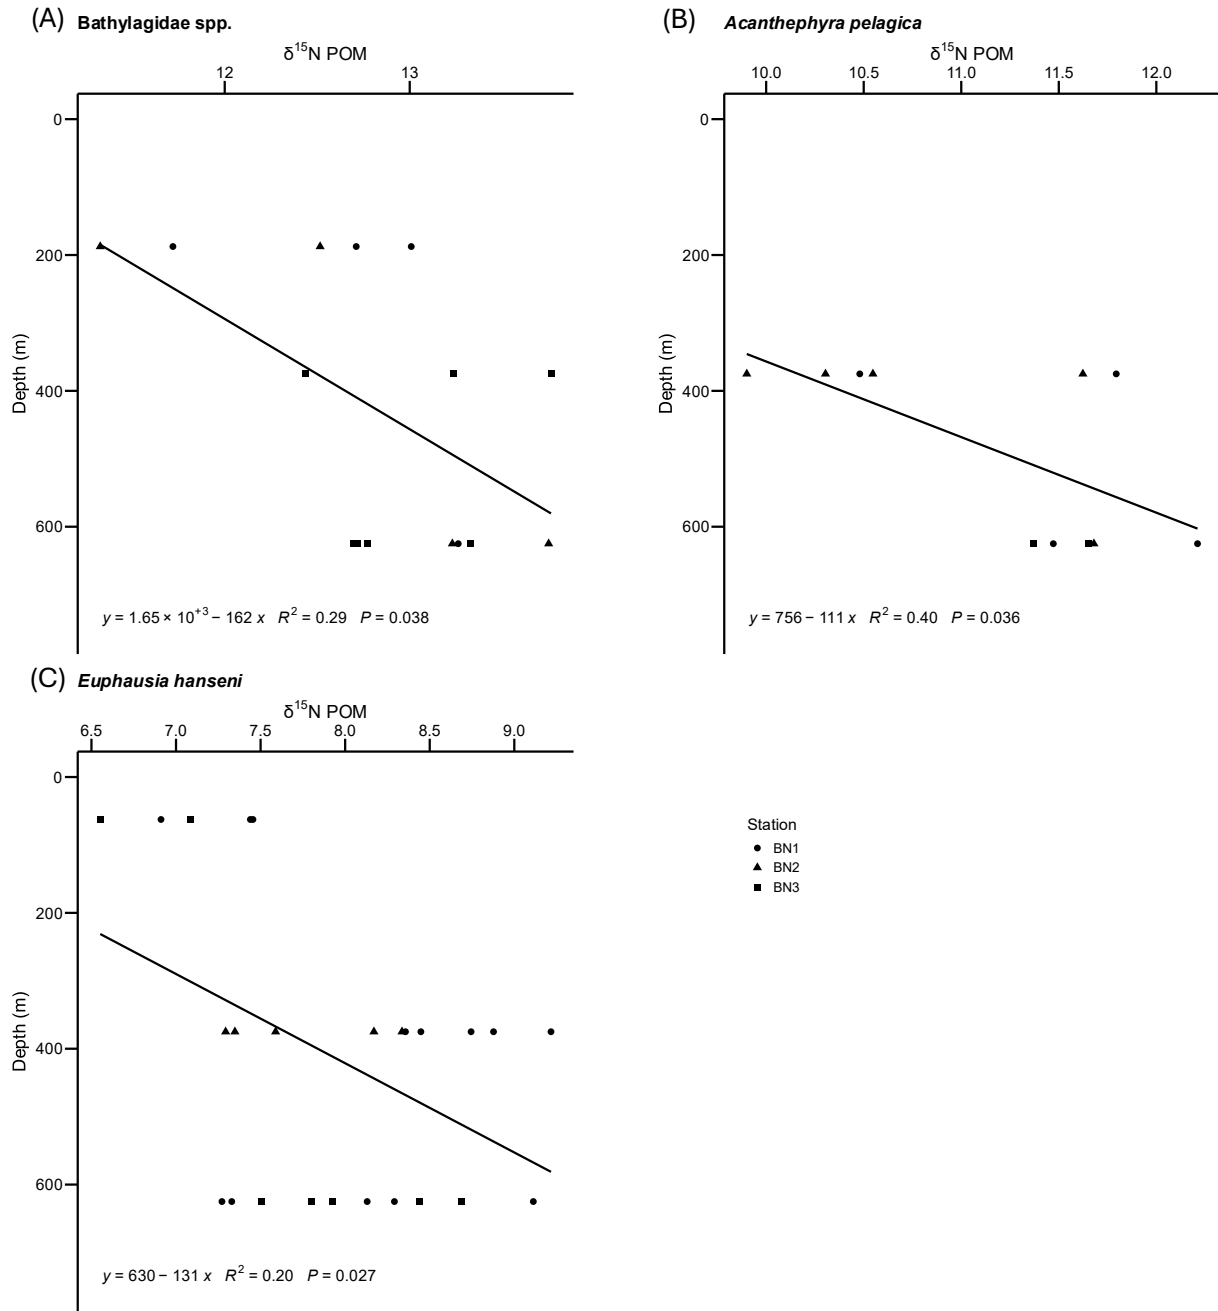 (A) Bathylagidae spp.
δ¹⁵N POM
12 13
0
200
400
600
Depth (m)
y = 1.65 × 10⁺³ − 162 x R² = 0.29 P = 0.038
(B) Acanthephyra pelagica
δ¹⁵N POM
10.0 10.5 11.0 11.5 12.0
0
200
400
600
Depth (m)
y = 756 − 111 x R² = 0.40 P = 0.036
(C) Euphausia hanseni
δ¹⁵N POM
6.5 7.0 7.5 8.0 8.5 9.0
0
200
400
600
Depth (m)
y = 630 − 131 x R² = 0.20 P = 0.027
Station
BN1
BN2
BN3